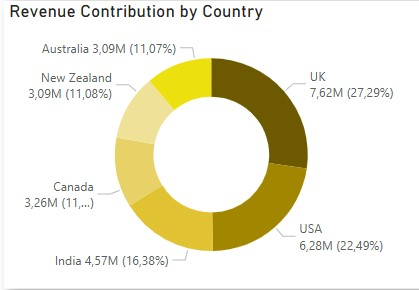 Revenue Contribution by Country
Australia 3,09M (11,07%)
New Zealand
3,09M (11,08%)
UK
7,62M (27,29%)
Canada
3,26M (11,...)
USA
6,28M (22,49%)
India 4,57M (16,38%)